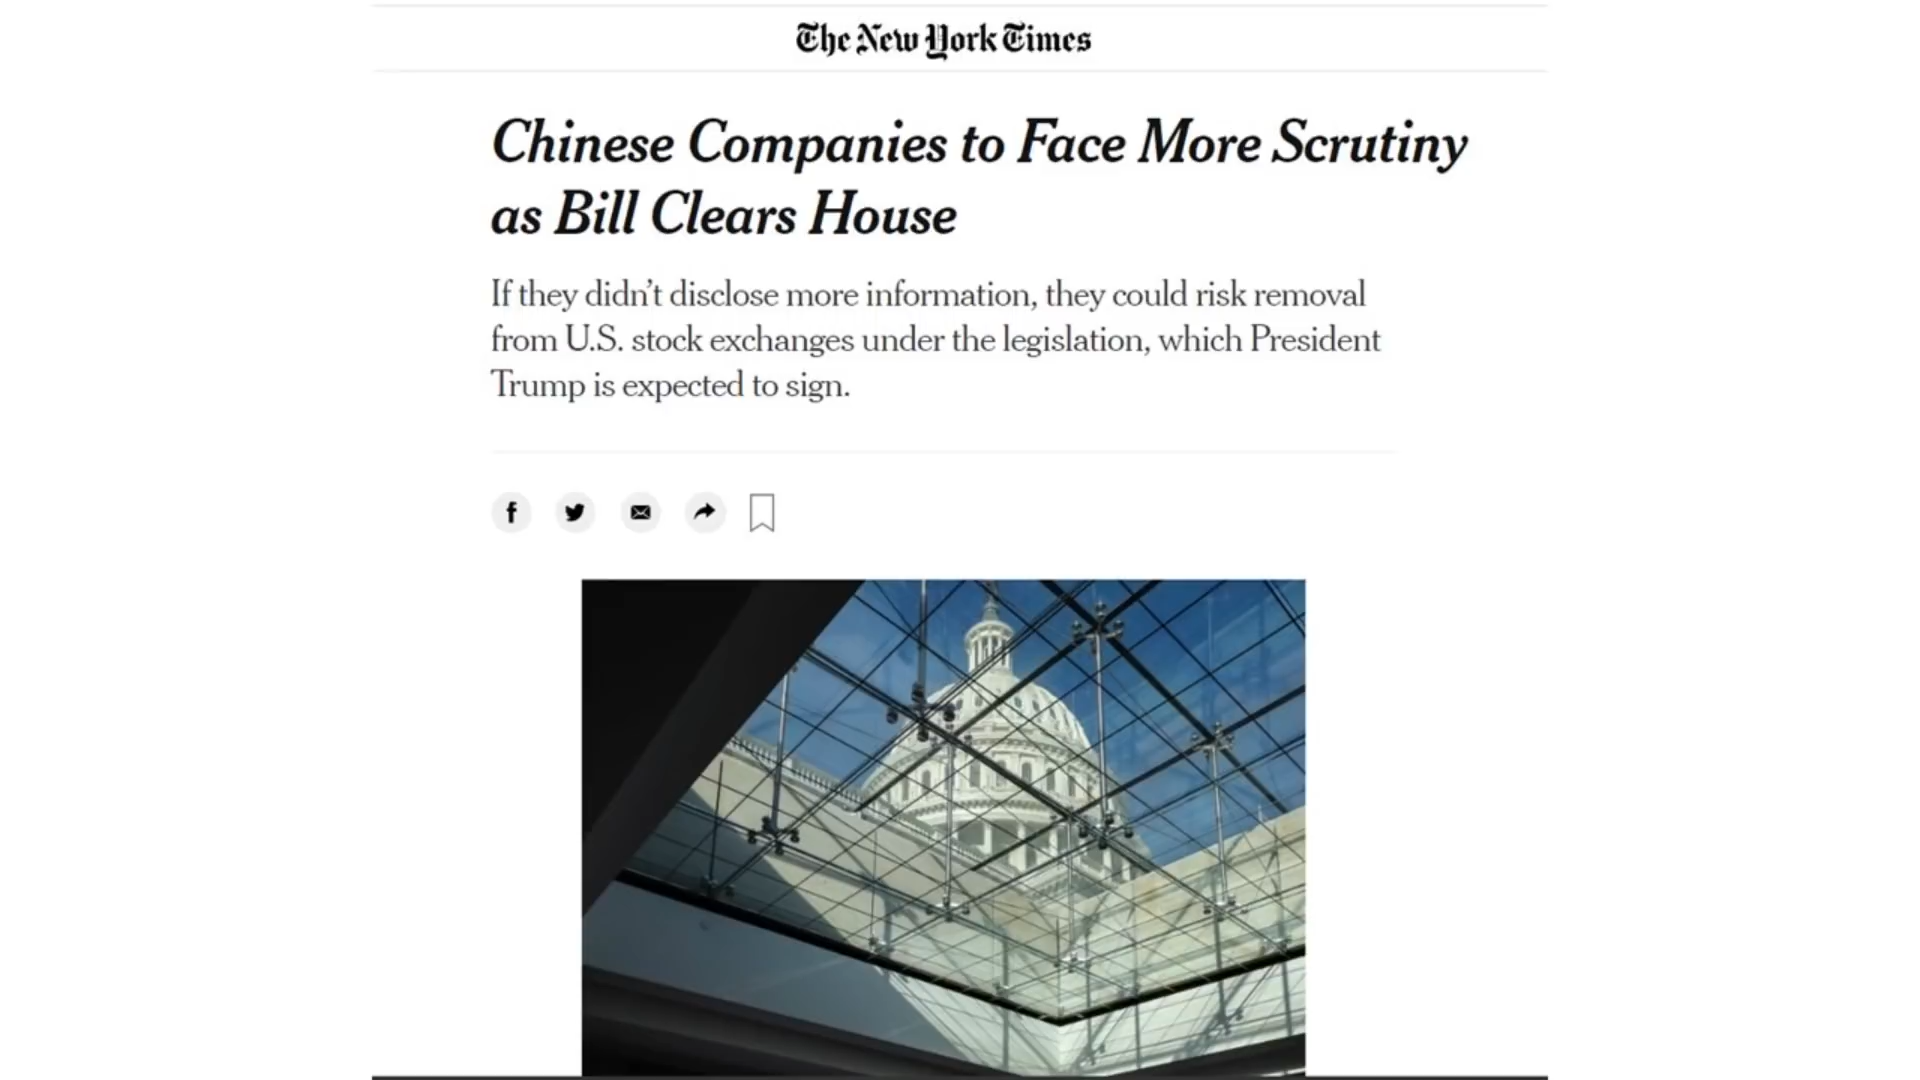 The New York Times
Chinese Companies to Face More Scrutiny
as Bill Clears House
If they didn’t disclose more information, they could risk removal
from U.S. stock exchanges under the legislation, which President
Trump is expected to sign.